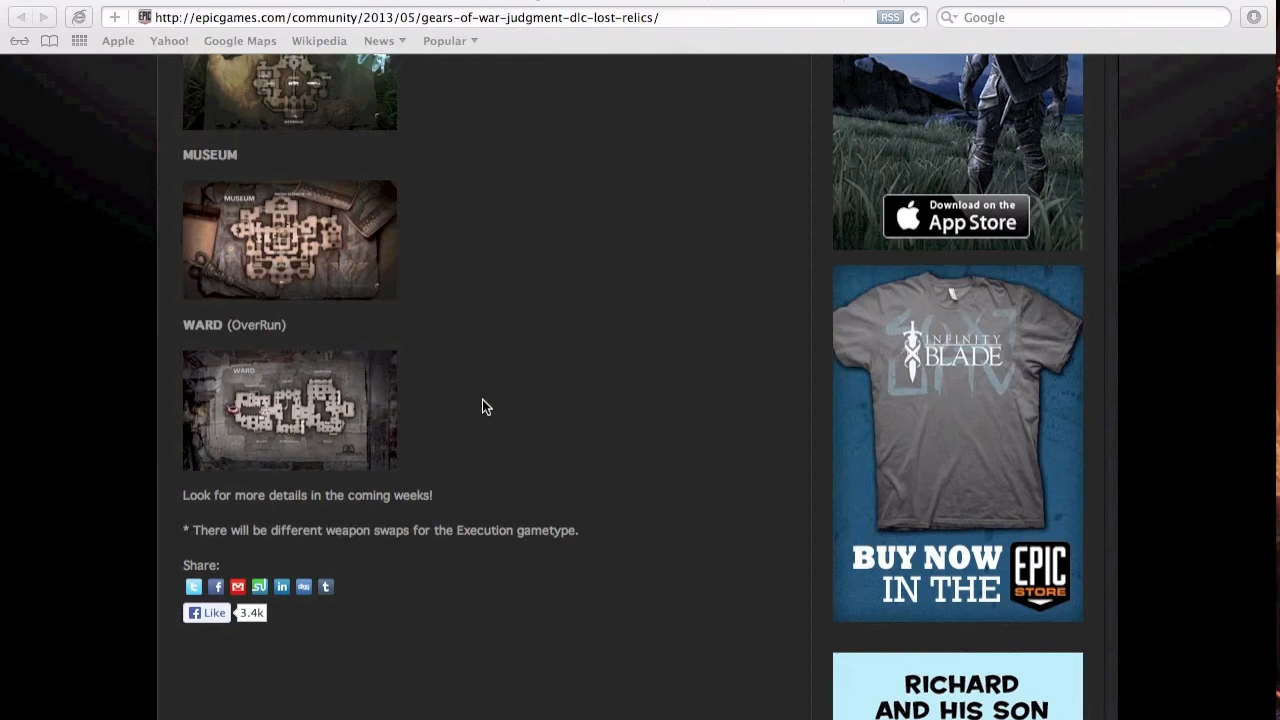 http://epicgames.com/community/2013/05/gears-of-war-judgment-dlc-lost-relics/
RSS
Google
Apple
Yahoo!
Google Maps
Wikipedia
News
Popular
MUSEUM
MUSEUM
WARD (OverRun)
WARD
Look for more details in the coming weeks!
* There will be different weapon swaps for the Execution gametype.
Share:
Like
3.4k
Download on the
App Store
INFINITY
BLADE
BUY NOW
IN THE
EPIC
STORE
RICHARD
AND HIS SON